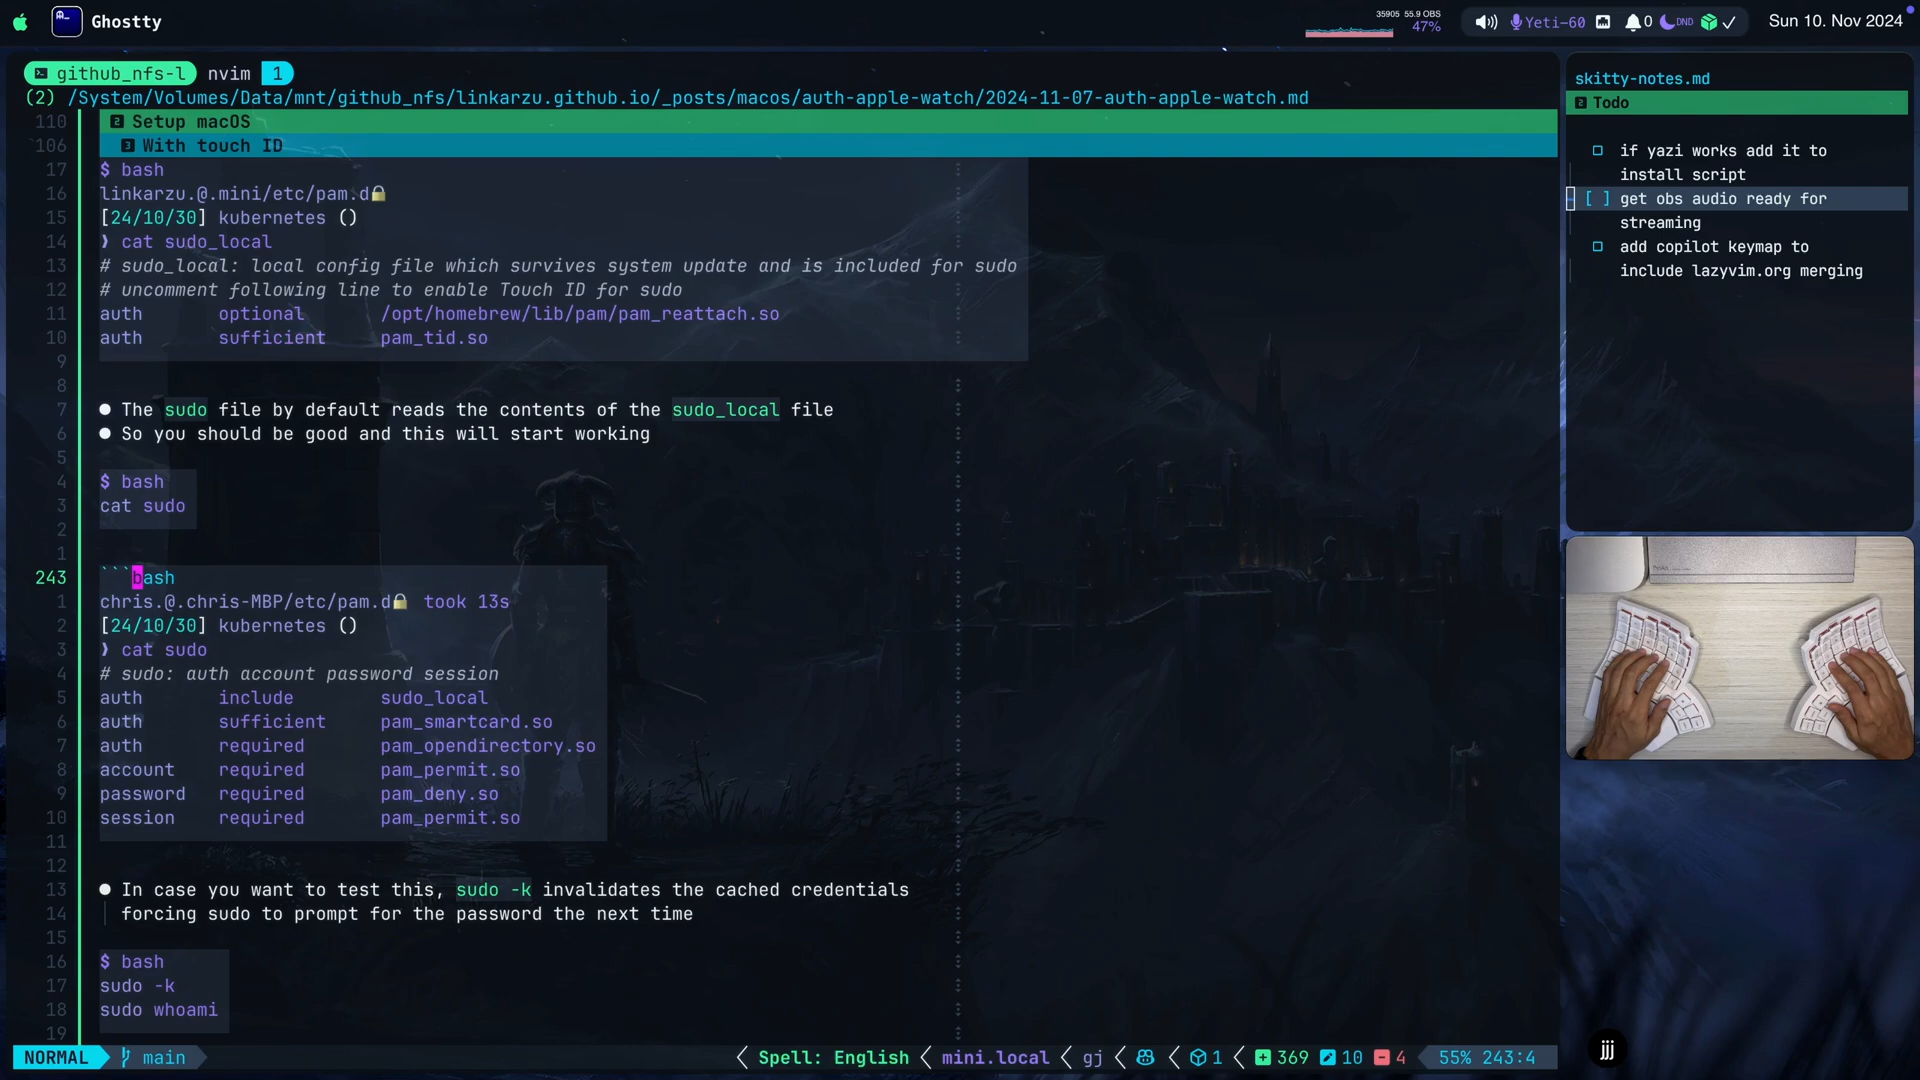 Ghostty
35905 55.9 OBS
47%
Yeti-60
0
DND
Sun 10. Nov 2024
github_nfs-l nvim 1
(2) /System/Volumes/Data/mnt/github_nfs/linkarzu.github.io/_posts/macos/auth-apple-watch/2024-11-07-auth-apple-watch.md
110 2 Setup macOS
106 3 With touch ID
17 $ bash
16 linkarzu.@.mini/etc/pam.d🔒
15 [24/10/30] kubernetes ()
14 ❯ cat sudo_local
13 # sudo_local: local config file which survives system update and is included for sudo
12 # uncomment following line to enable Touch ID for sudo
11 auth optional /opt/homebrew/lib/pam/pam_reattach.so
10 auth sufficient pam_tid.so
9
8
7 ● The sudo file by default reads the contents of the sudo_local file
6 ● So you should be good and this will start working
5
4 $ bash
3 cat sudo
2
1
243 ```bash
1 chris.@.chris-MBP/etc/pam.d🔒 took 13s
2 [24/10/30] kubernetes ()
3 ❯ cat sudo
4 # sudo: auth account password session
5 auth include sudo_local
6 auth sufficient pam_smartcard.so
7 auth required pam_opendirectory.so
8 account required pam_permit.so
9 password required pam_deny.so
10 session required pam_permit.so
11
12
13 ● In case you want to test this, sudo -k invalidates the cached credentials
14 forcing sudo to prompt for the password the next time
15
16 $ bash
17 sudo -k
18 sudo whoami
19
NORMAL main
Spell: English mini.local gj 1 369 10 4 55% 243:4
skitty-notes.md
2 Todo
if yazi works add it to
install script
[ ] get obs audio ready for
streaming
add copilot keymap to
include lazyvim.org merging
jjj